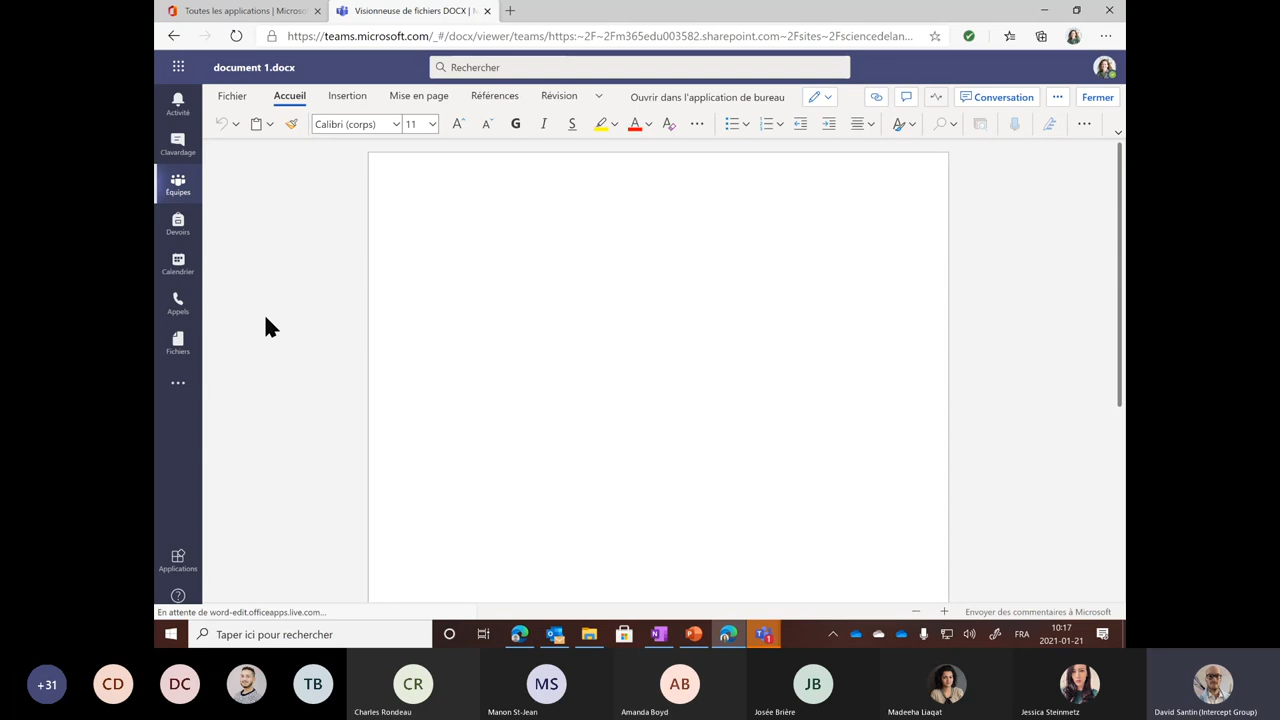 Toutes les applications | Microso
Visionneuse de fichiers DOCX |
https://teams.microsoft.com/_#/docx/viewer/teams/https:~2F~2Fm365edu003582.sharepoint.com~2Fsites~2Fsciencedelan...
document 1.docx
Rechercher
Fichier Accueil Insertion Mise en page Références Révision Ouvrir dans l'application de bureau Conversation Fermer
Calibri (corps) 11 G I S A
Activité
Clavardage
Équipes
Devoirs
Calendrier
Appels
Fichiers
Applications
En attente de word-edit.officeapps.live.com...
Envoyer des commentaires à Microsoft
Taper ici pour rechercher
FRA
10:17
2021-01-21
+31 CD DC TB CR MS AB JB
Charles Rondeau
Manon St-Jean
Amanda Boyd
Josée Brière
Madeeha Liaqat
Jessica Steinmetz
David Santin (Intercept Group)